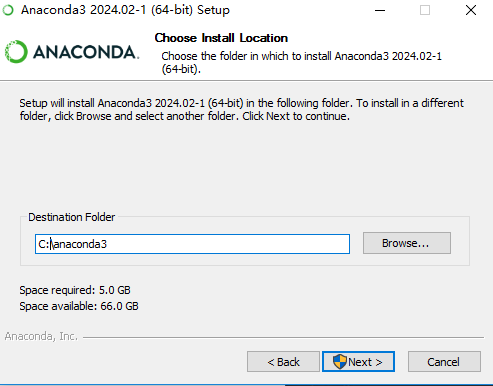 Anaconda3 2024.02-1 (64-bit) Setup
ANACONDA.
Choose Install Location
Choose the folder in which to install Anaconda3 2024.02-1
(64-bit).
Setup will install Anaconda3 2024.02-1 (64-bit) in the following folder. To install in a different
folder, click Browse and select another folder. Click Next to continue.
Destination Folder
C:\anaconda3
Browse...
Space required: 5.0 GB
Space available: 66.0 GB
Anaconda, Inc.
< Back
Next >
Cancel